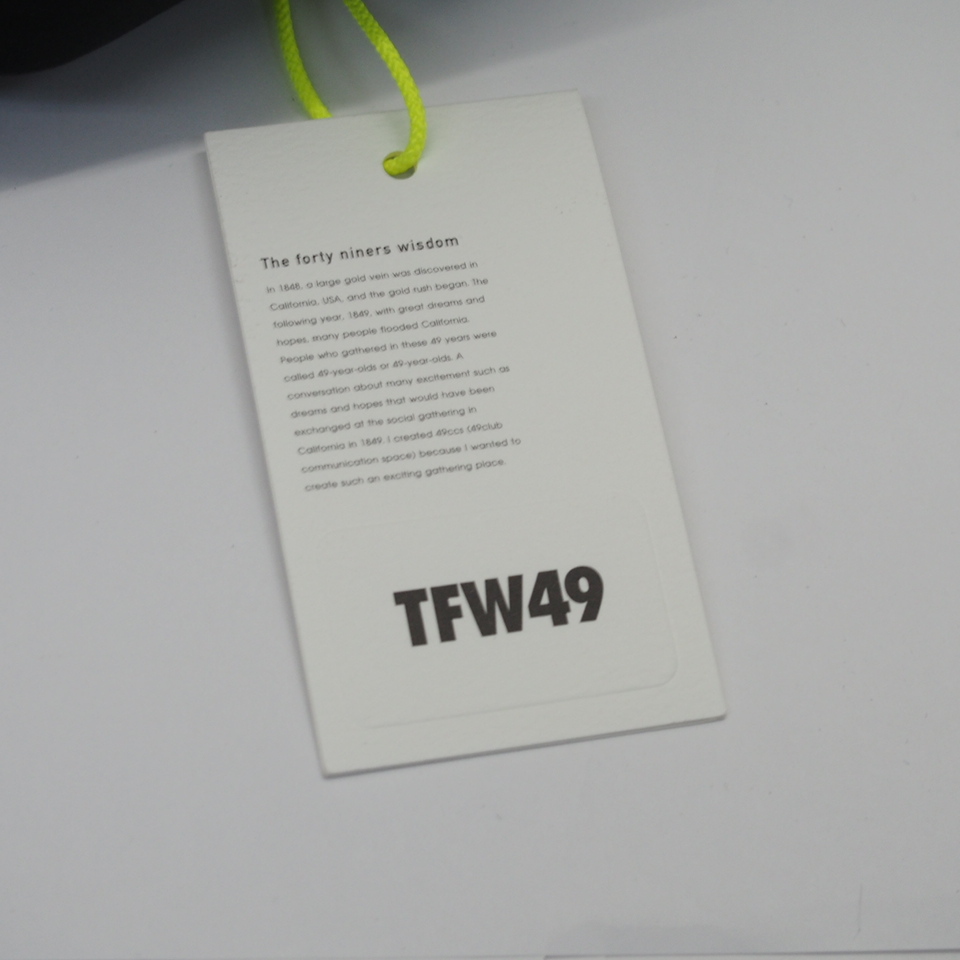 The forty niners wisdom
In 1848, a large gold vein was discovered in
California, USA, and the gold rush began. The
following year, 1849, with great dreams and
hopes, many people flooded California.
People who gathered in these 49 years were
called 49-year-olds or 49-year-olds. A
conversation about many excitement such as
dreams and hopes that would have been
exchanged at the social gathering in
California in 1849. I created 49ccs (49club
communication space) because I wanted to
create such an exciting gathering place.
TFW49